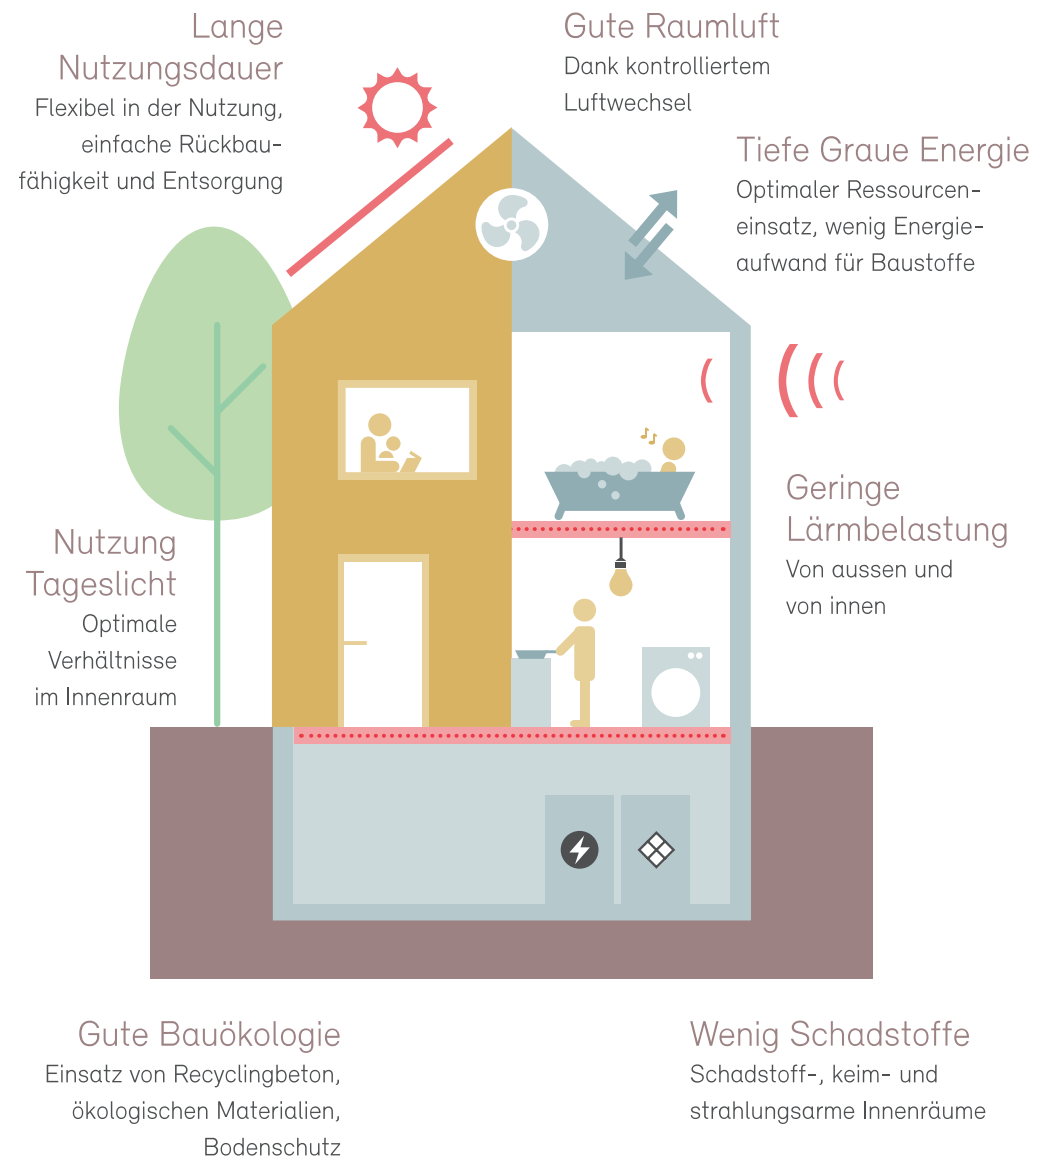 Lange
Nutzungsdauer
Flexibel in der Nutzung,
einfache Rückbau-
fähigkeit und Entsorgung
Gute Raumluft
Dank kontrolliertem
Luftwechsel
Tiefe Graue Energie
Optimaler Ressourcen-
einsatz, wenig Energie-
aufwand für Baustoffe
Nutzung
Tageslicht
Optimale
Verhältnisse
im Innenraum
Geringe
Lärmbelastung
Von aussen und
von innen
Gute Bauökologie
Einsatz von Recyclingbeton,
ökologischen Materialien,
Bodenschutz
Wenig Schadstoffe
Schadstoff-, keim- und
strahlungsarme Innenräume